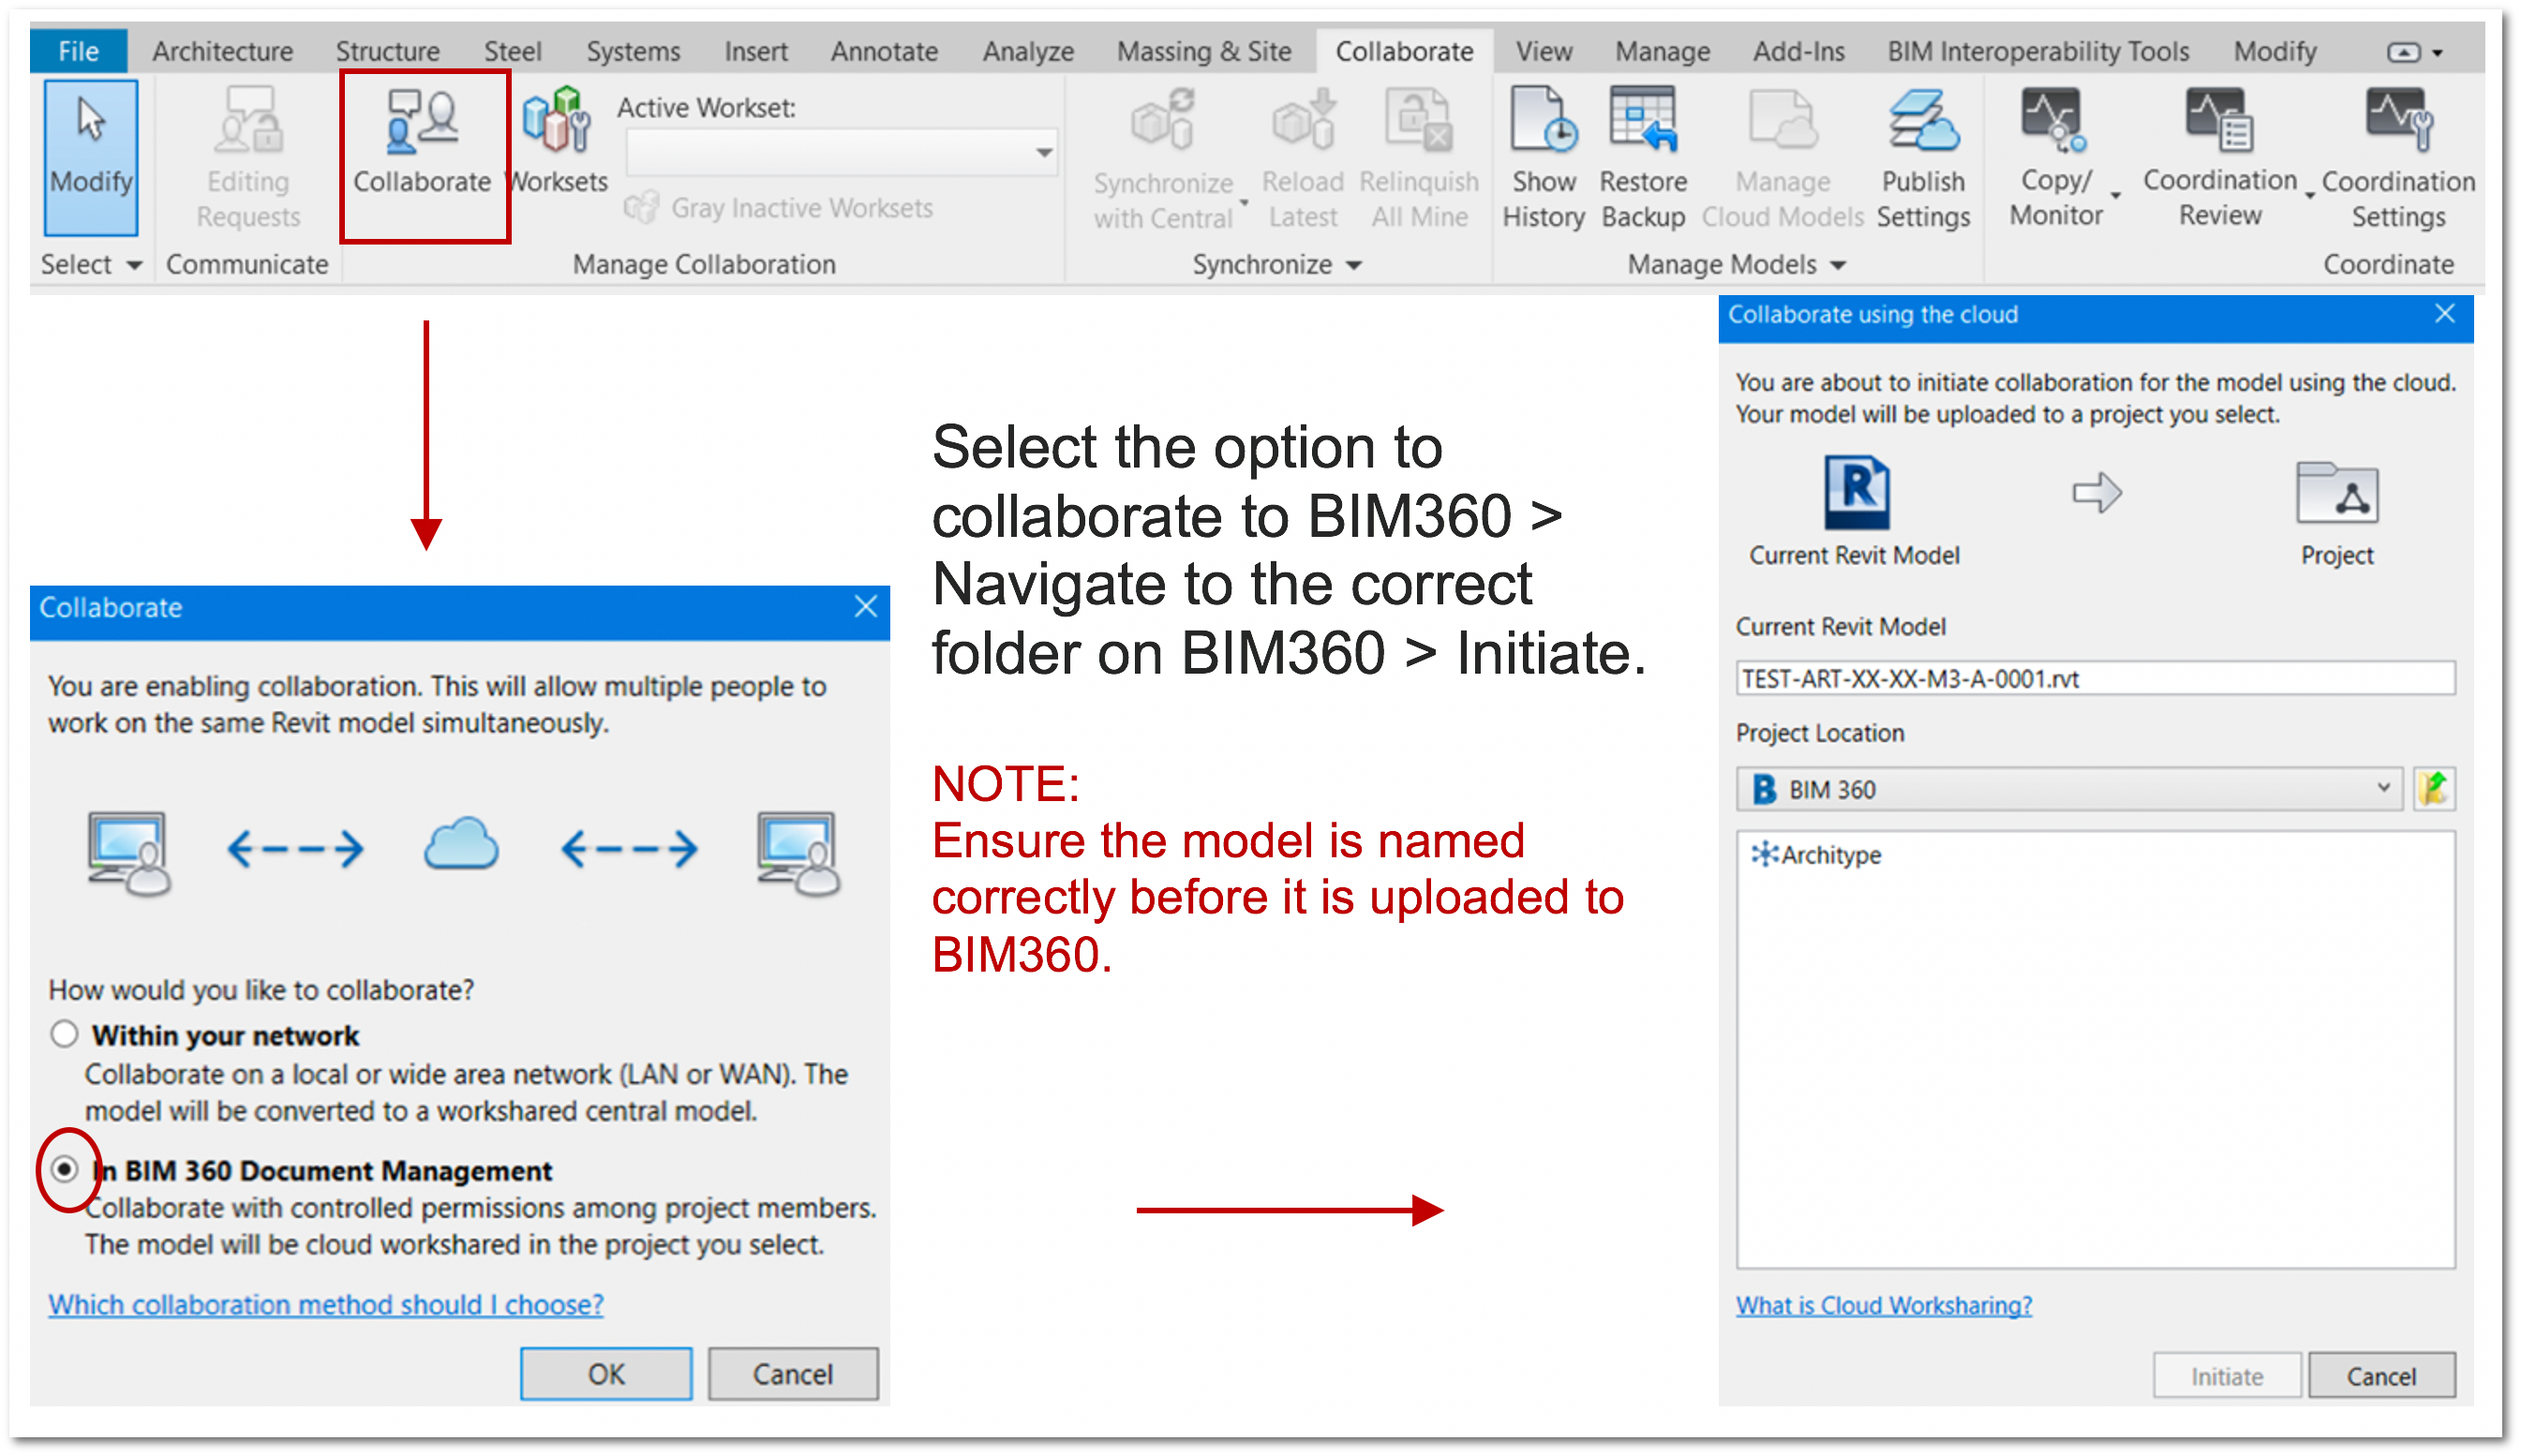 File Architecture Structure Steel Systems Insert Annotate Analyze Massing & Site Collaborate View Manage Add-Ins BIM Interoperability Tools Modify
Modify
Editing
Requests
Collaborate
Worksets
Active Workset:
Gray Inactive Worksets
Synchronize
with Central
Reload
Latest
Relinquish
All Mine
Show
History
Restore
Backup
Manage
Cloud Models
Publish
Settings
Copy/
Monitor
Coordination
Review
Coordination
Settings
Select Communicate Manage Collaboration Synchronize Manage Models Coordinate
Collaborate
You are enabling collaboration. This will allow multiple people to
work on the same Revit model simultaneously.
How would you like to collaborate?
Within your network
Collaborate on a local or wide area network (LAN or WAN). The
model will be converted to a workshared central model.
In BIM 360 Document Management
Collaborate with controlled permissions among project members.
The model will be cloud workshared in the project you select.
Which collaboration method should I choose?
OK Cancel
Select the option to
collaborate to BIM360 >
Navigate to the correct
folder on BIM360 > Initiate.
NOTE:
Ensure the model is named
correctly before it is uploaded to
BIM360.
Collaborate using the cloud
You are about to initiate collaboration for the model using the cloud.
Your model will be uploaded to a project you select.
R
Current Revit Model Project
Current Revit Model
TEST-ART-XX-XX-M3-A-0001.rvt
Project Location
B BIM 360
Architype
What is Cloud Worksharing?
Initiate Cancel